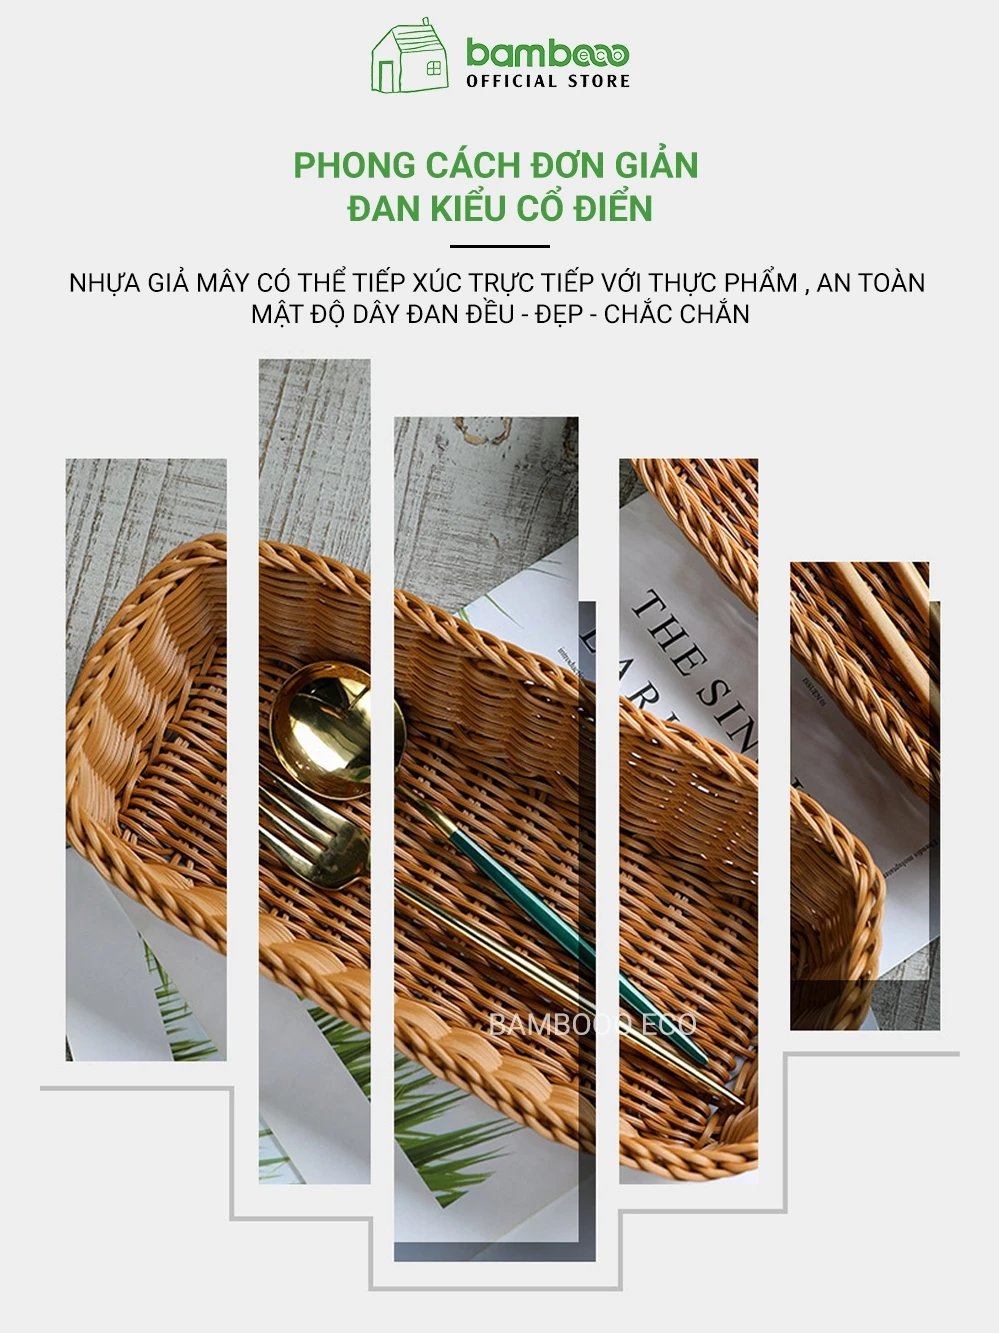 bambooo
eco
OFFICIAL STORE
PHONG CÁCH ĐƠN GIẢN
ĐAN KIỂU CỔ ĐIỂN
NHỰA GIẢ MÂY CÓ THỂ TIẾP XÚC TRỰC TIẾP VỚI THỰC PHẨM , AN TOÀN
MẬT ĐỘ DÂY ĐAN ĐỀU - ĐẸP - CHẮC CHẮN
THE SIN
BAMBOOO ECO